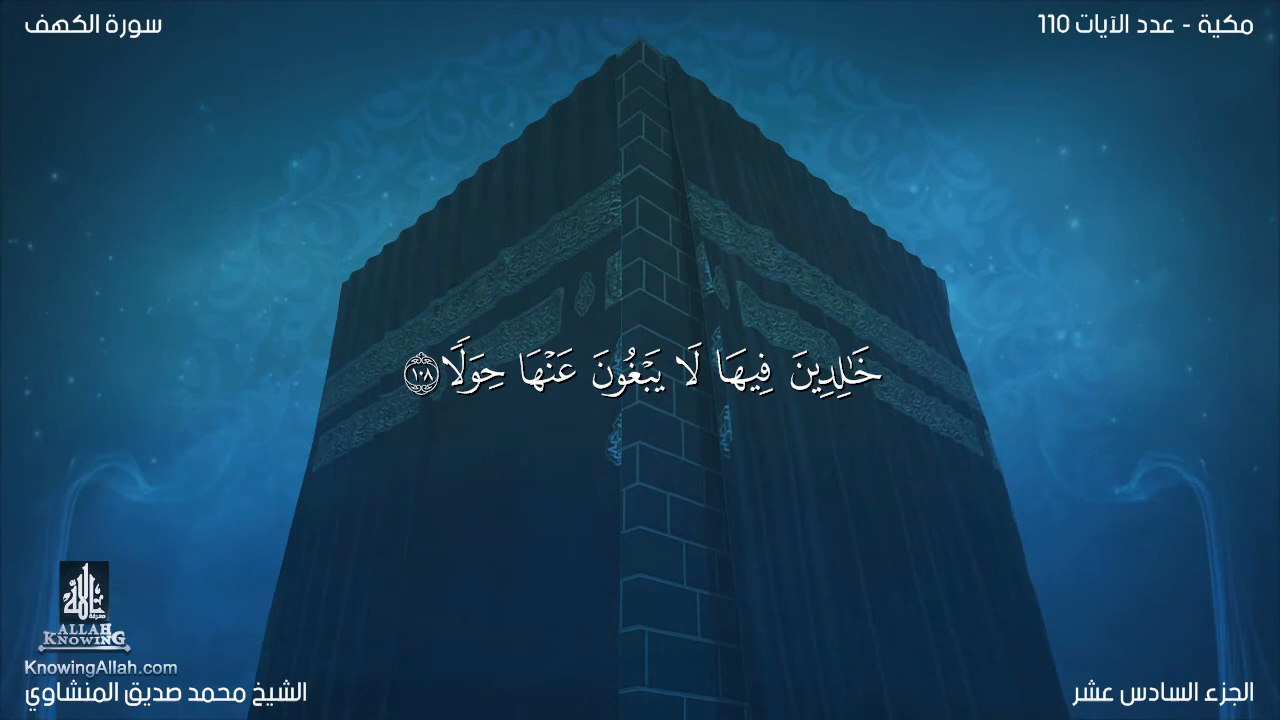 مكية - عدد الآيات 110
سورة الكهف
خَٰلِدِينَ فِيهَا لَا يَبْغُونَ عَنْهَا حِوَلًا ١٠٨
ALLAH
KNOWING
KnowingAllah.com
الجزء السادس عشر
الشيخ محمد صديق المنشاوي